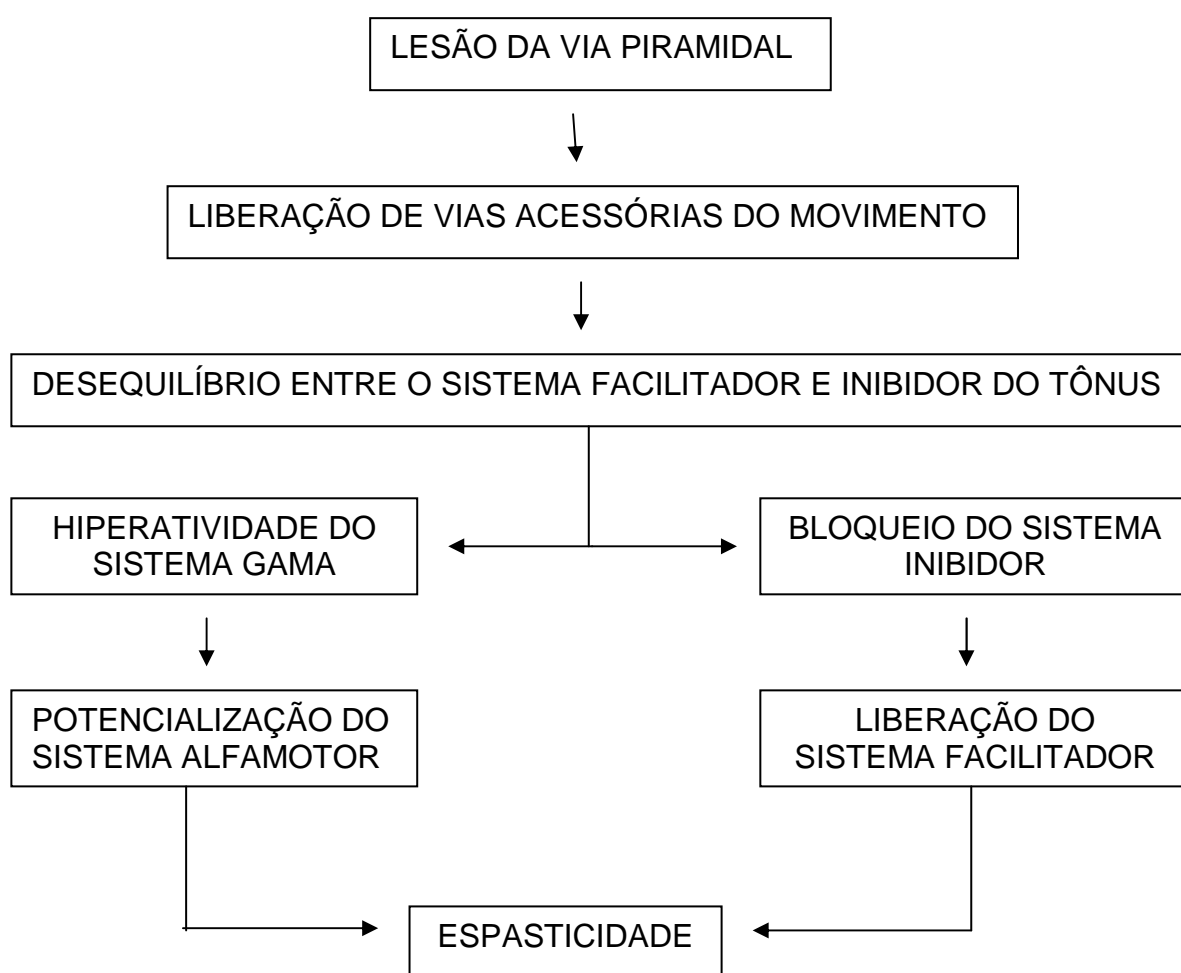 LESÃO DA VIA PIRAMIDAL
LIBERAÇÃO DE VIAS ACESSÓRIAS DO MOVIMENTO
DESEQUILÍBRIO ENTRE O SISTEMA FACILITADOR E INIBIDOR DO TÔNUS
HIPERATIVIDADE DO
SISTEMA GAMA
BLOQUEIO DO SISTEMA
INIBIDOR
POTENCIALIZAÇÃO DO
SISTEMA ALFAMOTOR
LIBERAÇÃO DO
SISTEMA FACILITADOR
ESPASTICIDADE